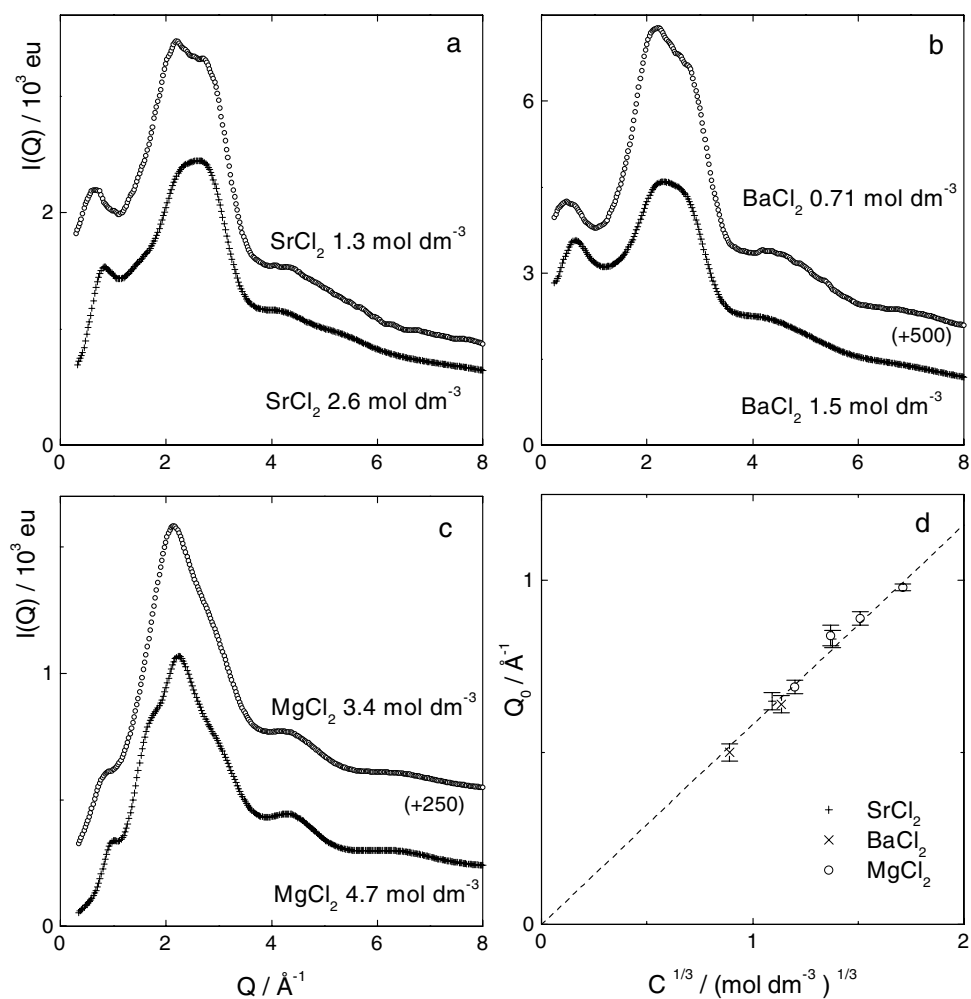 a
I(Q) / 10³ eu
2
0
SrCl₂ 1.3 mol dm⁻³
SrCl₂ 2.6 mol dm⁻³
0 2 4 6 8
b
6
3
0
BaCl₂ 0.71 mol dm⁻³
(+500)
BaCl₂ 1.5 mol dm⁻³
0 2 4 6 8
c
I(Q) / 10³ eu
1
0
MgCl₂ 3.4 mol dm⁻³
(+250)
MgCl₂ 4.7 mol dm⁻³
0 2 4 6 8
Q / Å⁻¹
d
Q₀ / Å⁻¹
1
0
SrCl₂
BaCl₂
MgCl₂
0 1 2
C ¹/³ / (mol dm⁻³) ¹/³